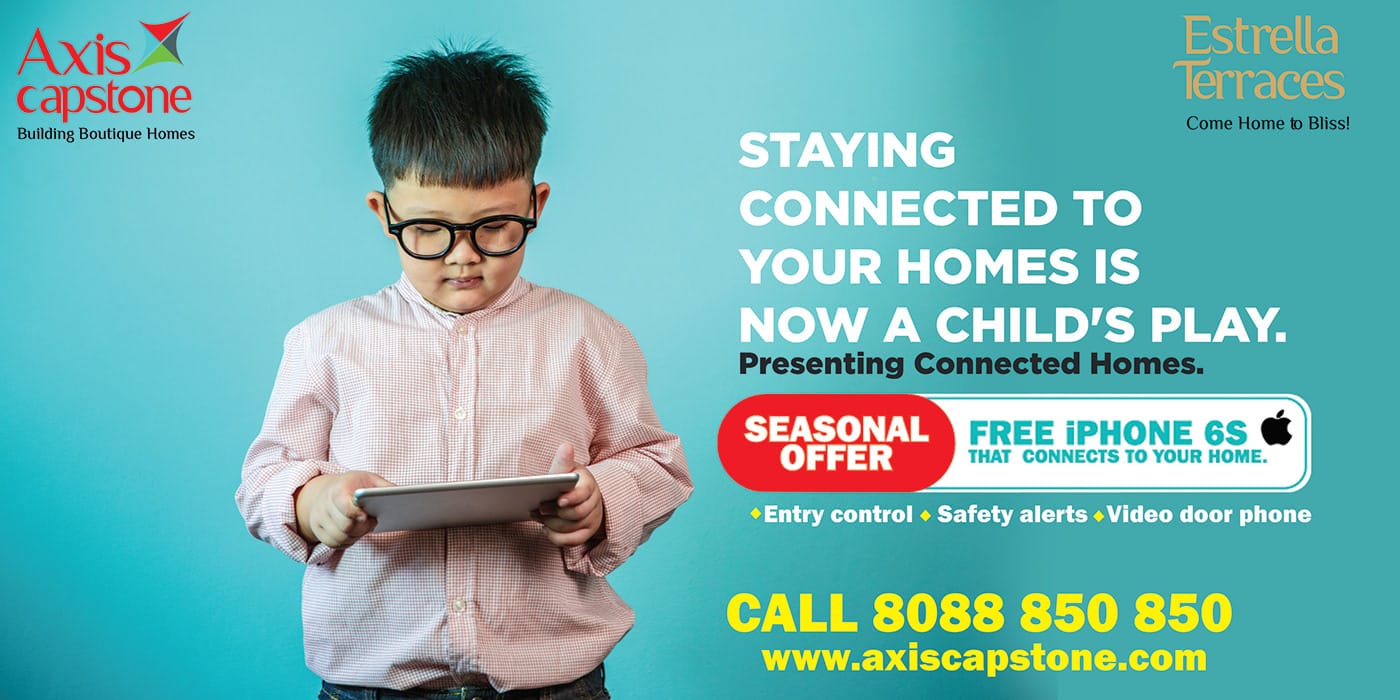 Axis
capstone
Building Boutique Homes
Estrella
Terraces
Come Home to Bliss!
STAYING
CONNECTED TO
YOUR HOMES IS
NOW A CHILD'S PLAY.
Presenting Connected Homes.
SEASONAL
OFFER
FREE iPHONE 6S
THAT CONNECTS TO YOUR HOME.
Entry control Safety alerts Video door phone
CALL 8088 850 850
www.axiscapstone.com